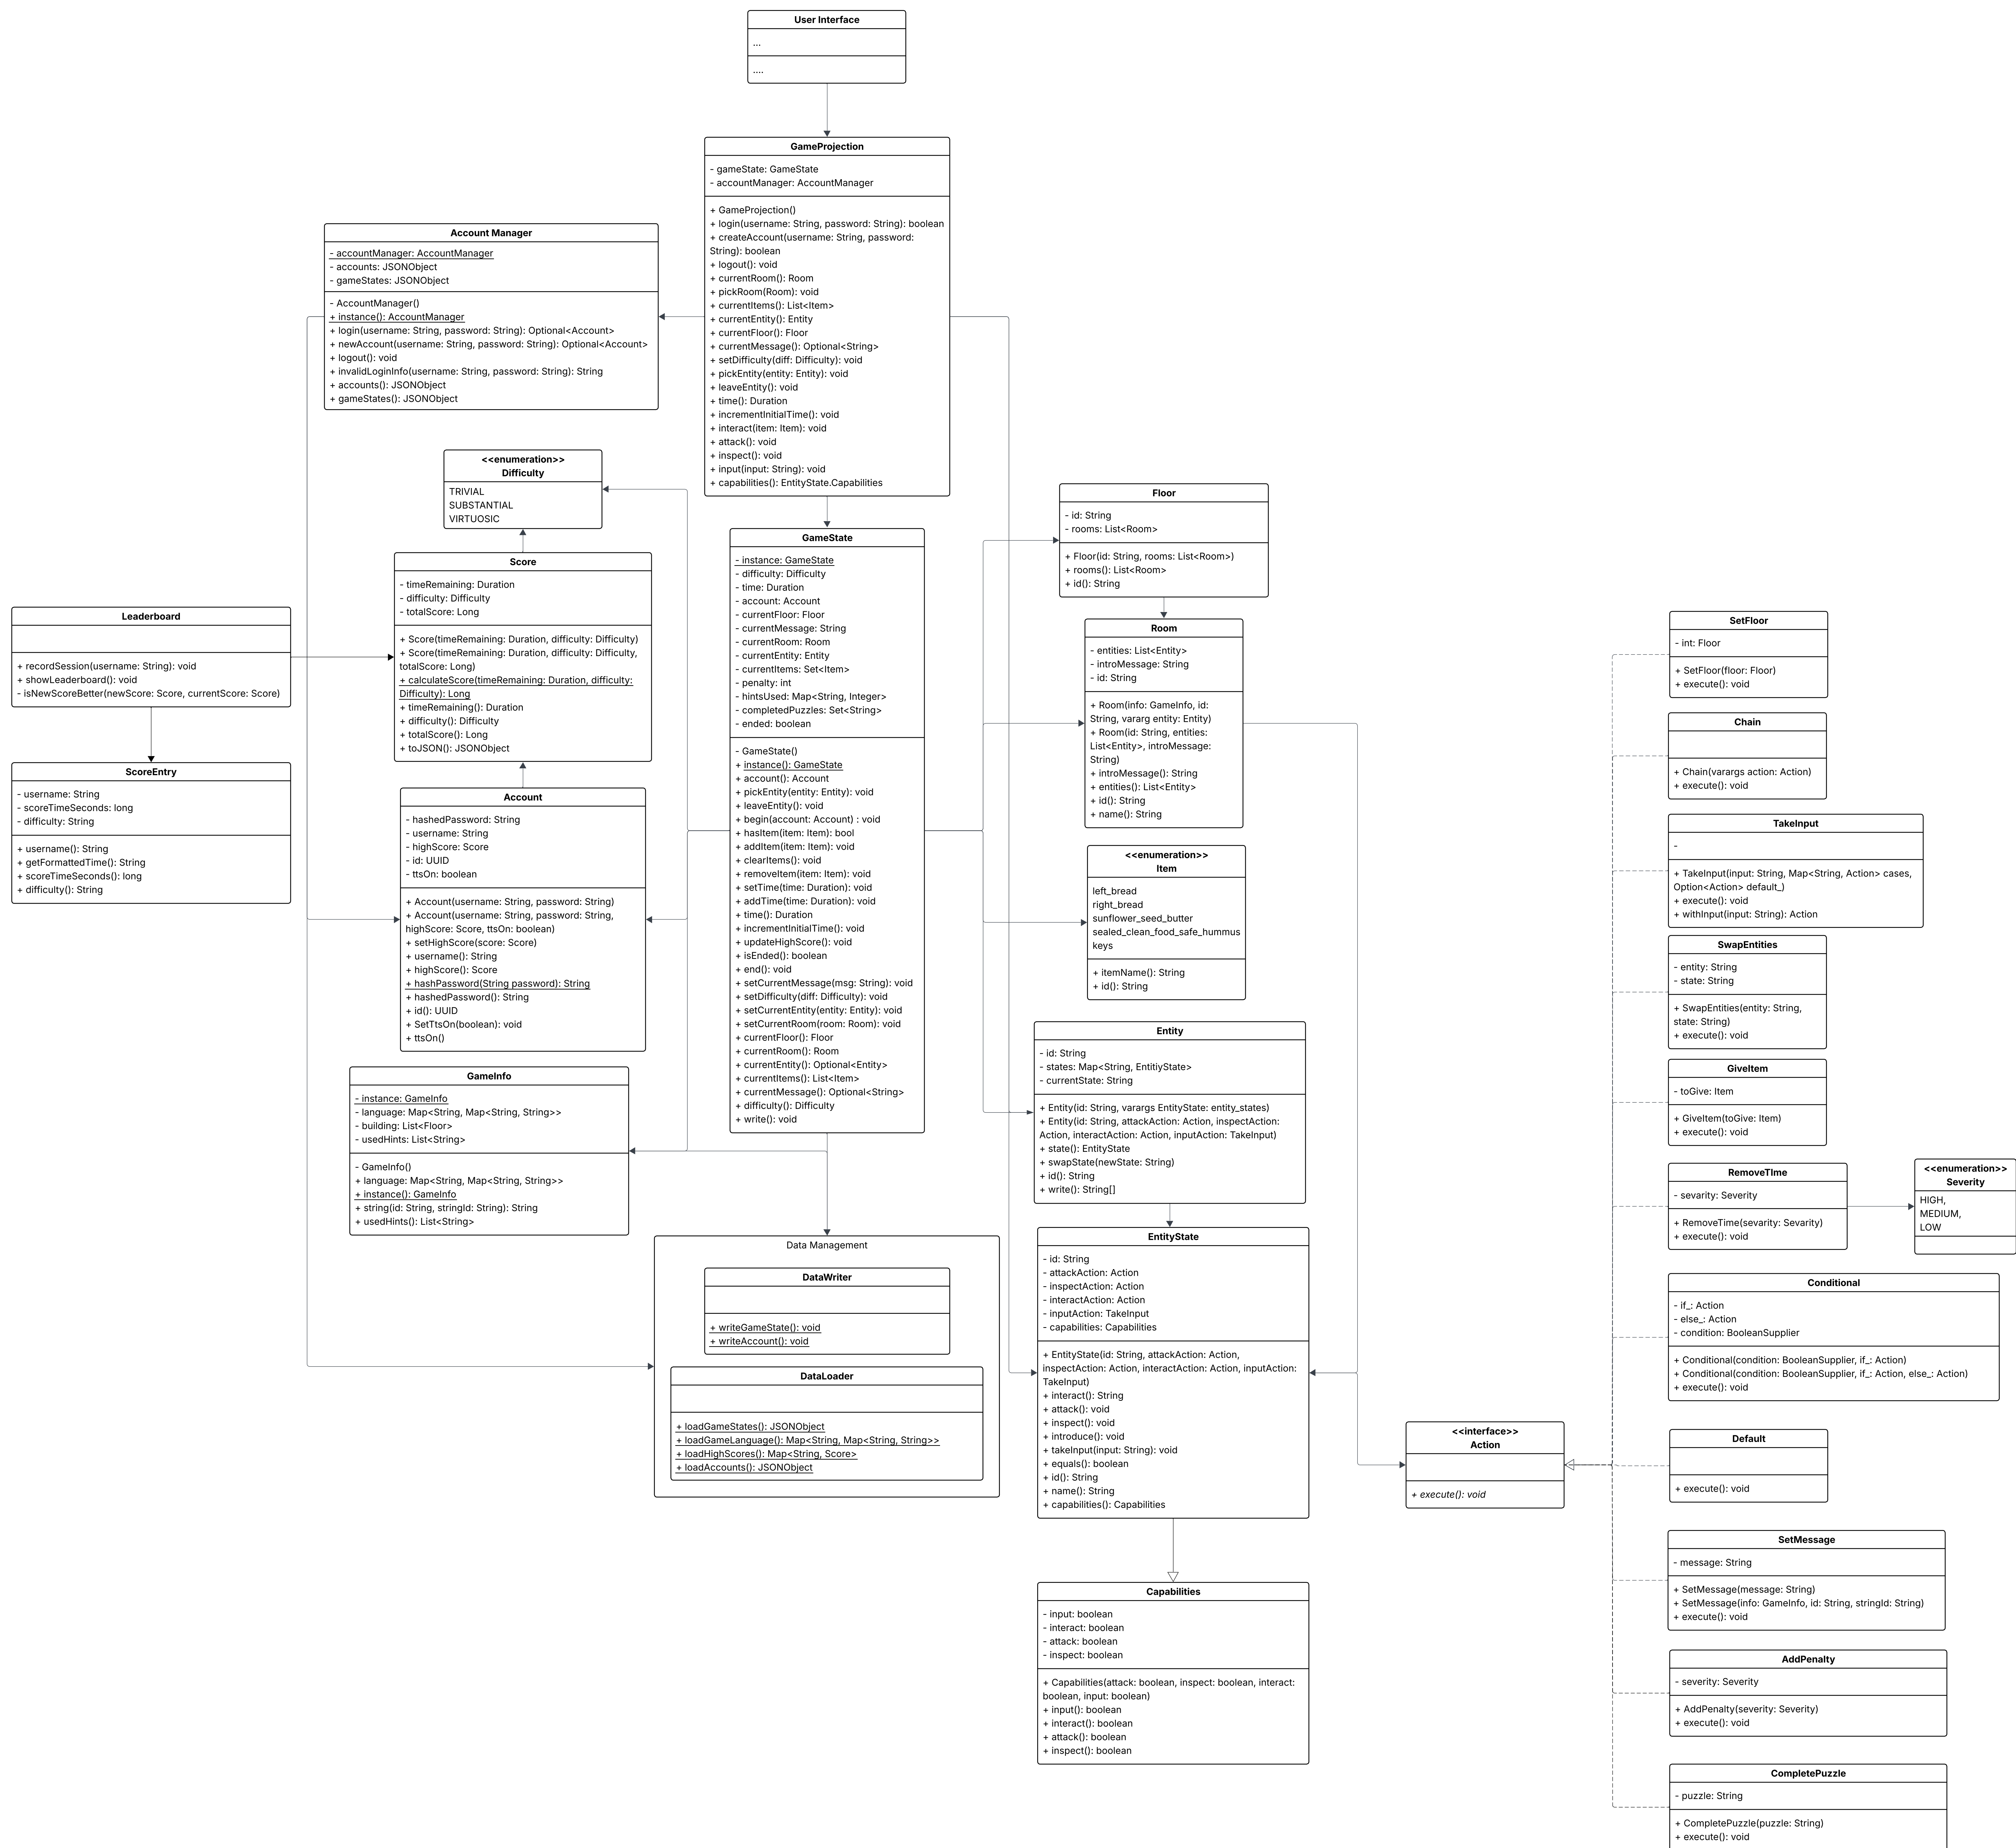 User Interface
...
....
GameProjection
- gameState: GameState
- accountManager: AccountManager
+ GameProjection()
+ login(username: String, password: String): boolean
+ createAccount(username: String, password:
String): boolean
+ logout(): void
+ currentRoom(): Room
+ pickRoom(Room): void
+ currentItems(): List<Item>
+ currentEntity(): Entity
+ currentFloor(): Floor
+ currentMessage(): Optional<String>
+ setDifficulty(diff: Difficulty): void
+ pickEntity(entity: Entity): void
+ leaveEntity(): void
+ time(): Duration
+ incrementInitialTime(): void
+ interact(item: Item): void
+ attack(): void
+ inspect(): void
+ input(input: String): void
+ capabilities(): EntityState.Capabilities
Account Manager
- accountManager: AccountManager
- accounts: JSONObject
- gameStates: JSONObject
- AccountManager()
+ instance(): AccountManager
+ login(username: String, password: String): Optional<Account>
+ newAccount(username: String, password: String): Optional<Account>
+ logout(): void
+ invalidLoginInfo(username: String, password: String): String
+ accounts(): JSONObject
+ gameStates(): JSONObject
<<enumeration>>
Difficulty
TRIVIAL
SUBSTANTIAL
VIRTUOSIC
Score
- timeRemaining: Duration
- difficulty: Difficulty
- totalScore: Long
+ Score(timeRemaining: Duration, difficulty: Difficulty)
+ Score(timeRemaining: Duration, difficulty: Difficulty,
totalScore: Long)
+ calculateScore(timeRemaining: Duration, difficulty:
Difficulty): Long
+ timeRemaining(): Duration
+ difficulty(): Difficulty
+ totalScore(): Long
+ toJSON(): JSONObject
Leaderboard
+ recordSession(username: String): void
+ showLeaderboard(): void
- isNewScoreBetter(newScore: Score, currentScore: Score)
ScoreEntry
- username: String
- scoreTimeSeconds: long
- difficulty: String
+ username(): String
+ getFormattedTime(): String
+ scoreTimeSeconds(): long
+ difficulty(): String
Account
- hashedPassword: String
- username: String
- highScore: Score
- id: UUID
- ttsOn: boolean
+ Account(username: String, password: String)
+ Account(username: String, password: String,
highScore: Score, ttsOn: boolean)
+ setHighScore(score: Score)
+ username(): String
+ highScore(): Score
+ hashPassword(String password): String
+ hashedPassword(): String
+ id(): UUID
+ SetTtsOn(boolean): void
+ ttsOn()
GameInfo
- instance: GameInfo
- language: Map<String, Map<String, String>>
- building: List<Floor>
- usedHints: List<String>
- GameInfo()
+ language: Map<String, Map<String, String>>
+ instance(): GameInfo
+ string(id: String, stringId: String): String
+ usedHints(): List<String>
GameState
- instance: GameState
- difficulty: Difficulty
- time: Duration
- account: Account
- currentFloor: Floor
- currentMessage: String
- currentRoom: Room
- currentEntity: Entity
- currentItems: Set<Item>
- penalty: int
- hintsUsed: Map<String, Integer>
- completedPuzzles: Set<String>
- ended: boolean
- GameState()
+ instance(): GameState
+ account(): Account
+ pickEntity(entity: Entity): void
+ leaveEntity(): void
+ begin(account: Account) : void
+ hasItem(item: Item): bool
+ addItem(item: Item): void
+ clearItems(): void
+ removeItem(item: Item): void
+ setTime(time: Duration): void
+ addTime(time: Duration): void
+ time(): Duration
+ incrementInitialTime(): void
+ updateHighScore(): void
+ isEnded(): boolean
+ end(): void
+ setCurrentMessage(msg: String): void
+ setDifficulty(diff: Difficulty): void
+ setCurrentEntity(entity: Entity): void
+ setCurrentRoom(room: Room): void
+ currentFloor(): Floor
+ currentRoom(): Room
+ currentEntity(): Optional<Entity>
+ currentItems(): List<Item>
+ currentMessage(): Optional<String>
+ difficulty(): Difficulty
+ write(): void
Data Management
DataWriter
+ writeGameState(): void
+ writeAccount(): void
DataLoader
+ loadGameStates(): JSONObject
+ loadGameLanguage(): Map<String, Map<String, String>>
+ loadHighScores(): Map<String, Score>
+ loadAccounts(): JSONObject
Floor
- id: String
- rooms: List<Room>
+ Floor(id: String, rooms: List<Room>)
+ rooms(): List<Room>
+ id(): String
Room
- entities: List<Entity>
- introMessage: String
- id: String
+ Room(info: GameInfo, id:
String, vararg entity: Entity)
+ Room(id: String, entities:
List<Entity>, introMessage:
String)
+ introMessage(): String
+ entities(): List<Entity>
+ id(): String
+ name(): String
<<enumeration>>
Item
left_bread
right_bread
sunflower_seed_butter
sealed_clean_food_safe_hummus
keys
+ itemName(): String
+ id(): String
Entity
- id: String
- states: Map<String, EntitiyState>
- currentState: String
+ Entity(id: String, varargs EntityState: entity_states)
+ Entity(id: String, attackAction: Action, inspectAction:
Action, interactAction: Action, inputAction: TakeInput)
+ state(): EntityState
+ swapState(newState: String)
+ id(): String
+ write(): String[]
EntityState
- id: String
- attackAction: Action
- inspectAction: Action
- interactAction: Action
- inputAction: TakeInput
- capabilities: Capabilities
+ EntityState(id: String, attackAction: Action,
inspectAction: Action, interactAction: Action, inputAction:
TakeInput)
+ interact(): String
+ attack(): void
+ inspect(): void
+ introduce(): void
+ takeInput(input: String): void
+ equals(): boolean
+ id(): String
+ name(): String
+ capabilities(): Capabilities
Capabilities
- input: boolean
- interact: boolean
- attack: boolean
- inspect: boolean
+ Capabilities(attack: boolean, inspect: boolean, interact:
boolean, input: boolean)
+ input(): boolean
+ interact(): boolean
+ attack(): boolean
+ inspect(): boolean
<<interface>>
Action
+ execute(): void
SetFloor
- int: Floor
+ SetFloor(floor: Floor)
+ execute(): void
Chain
+ Chain(varargs action: Action)
+ execute(): void
TakeInput
-
+ TakeInput(input: String, Map<String, Action> cases,
Option<Action> default_)
+ execute(): void
+ withInput(input: String): Action
SwapEntities
- entity: String
- state: String
+ SwapEntities(entity: String,
state: String)
+ execute(): void
GiveItem
- toGive: Item
+ GiveItem(toGive: Item)
+ execute(): void
RemoveTIme
- sevarity: Severity
+ RemoveTime(sevarity: Sevarity)
+ execute(): void
<<enumeration>>
Severity
HIGH,
MEDIUM,
LOW
Conditional
- if_: Action
- else_: Action
- condition: BooleanSupplier
+ Conditional(condition: BooleanSupplier, if_: Action)
+ Conditional(condition: BooleanSupplier, if_: Action, else_: Action)
+ execute(): void
Default
+ execute(): void
SetMessage
- message: String
+ SetMessage(message: String)
+ SetMessage(info: GameInfo, id: String, stringId: String)
+ execute(): void
AddPenalty
- severity: Severity
+ AddPenalty(severity: Severity)
+ execute(): void
CompletePuzzle
- puzzle: String
+ CompletePuzzle(puzzle: String)
+ execute(): void